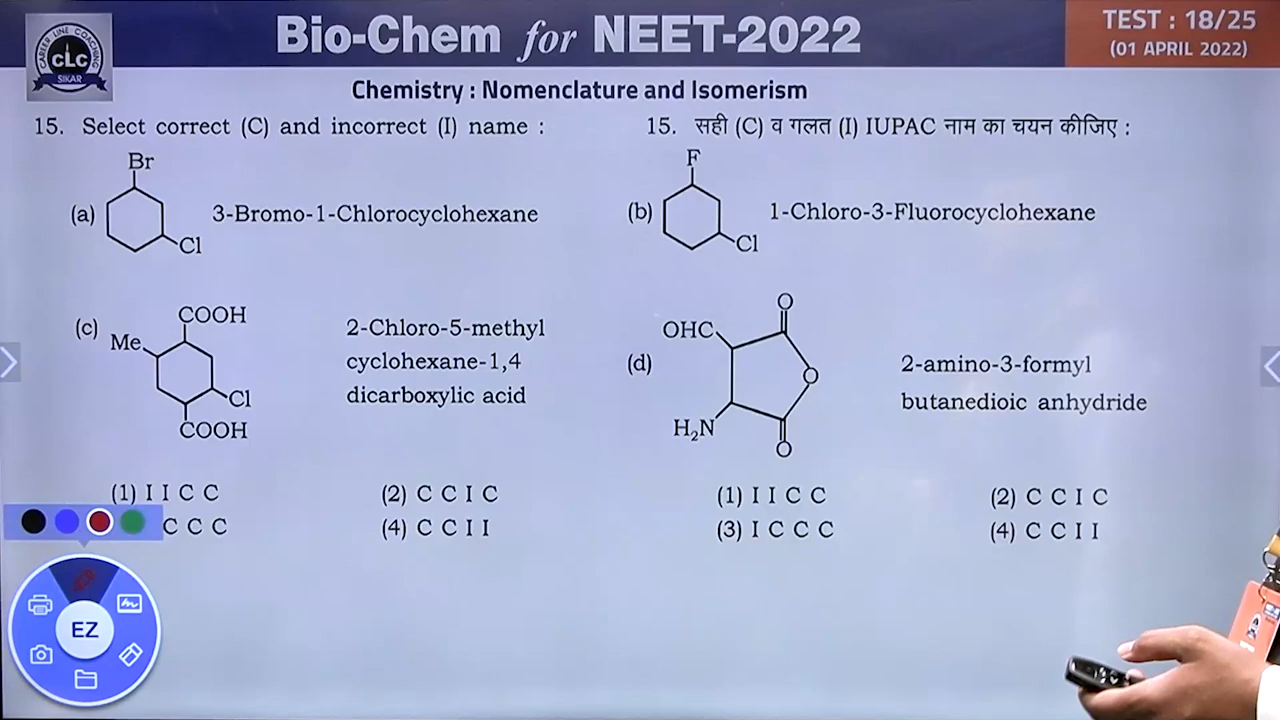 Bio-Chem for NEET-2022
TEST : 18/25
(01 APRIL 2022)
CAREER LINE COACHING
CLC
SIKAR
Chemistry : Nomenclature and Isomerism
15. Select correct (C) and incorrect (I) name :
Br
(a)
Cl
3-Bromo-1-Chlorocyclohexane
(c)
COOH
Me
Cl
COOH
2-Chloro-5-methyl
cyclohexane-1,4
dicarboxylic acid
(1) I I C C
(2) C C I C
C C C
(4) C C I I
15. सही (C) व गलत (I) IUPAC नाम का चयन कीजिए :
F
(b)
Cl
1-Chloro-3-Fluorocyclohexane
(d)
O
OHC
O
H₂N
O
2-amino-3-formyl
butanedioic anhydride
(1) I I C C
(2) C C I C
(3) I C C C
(4) C C I I
EZ